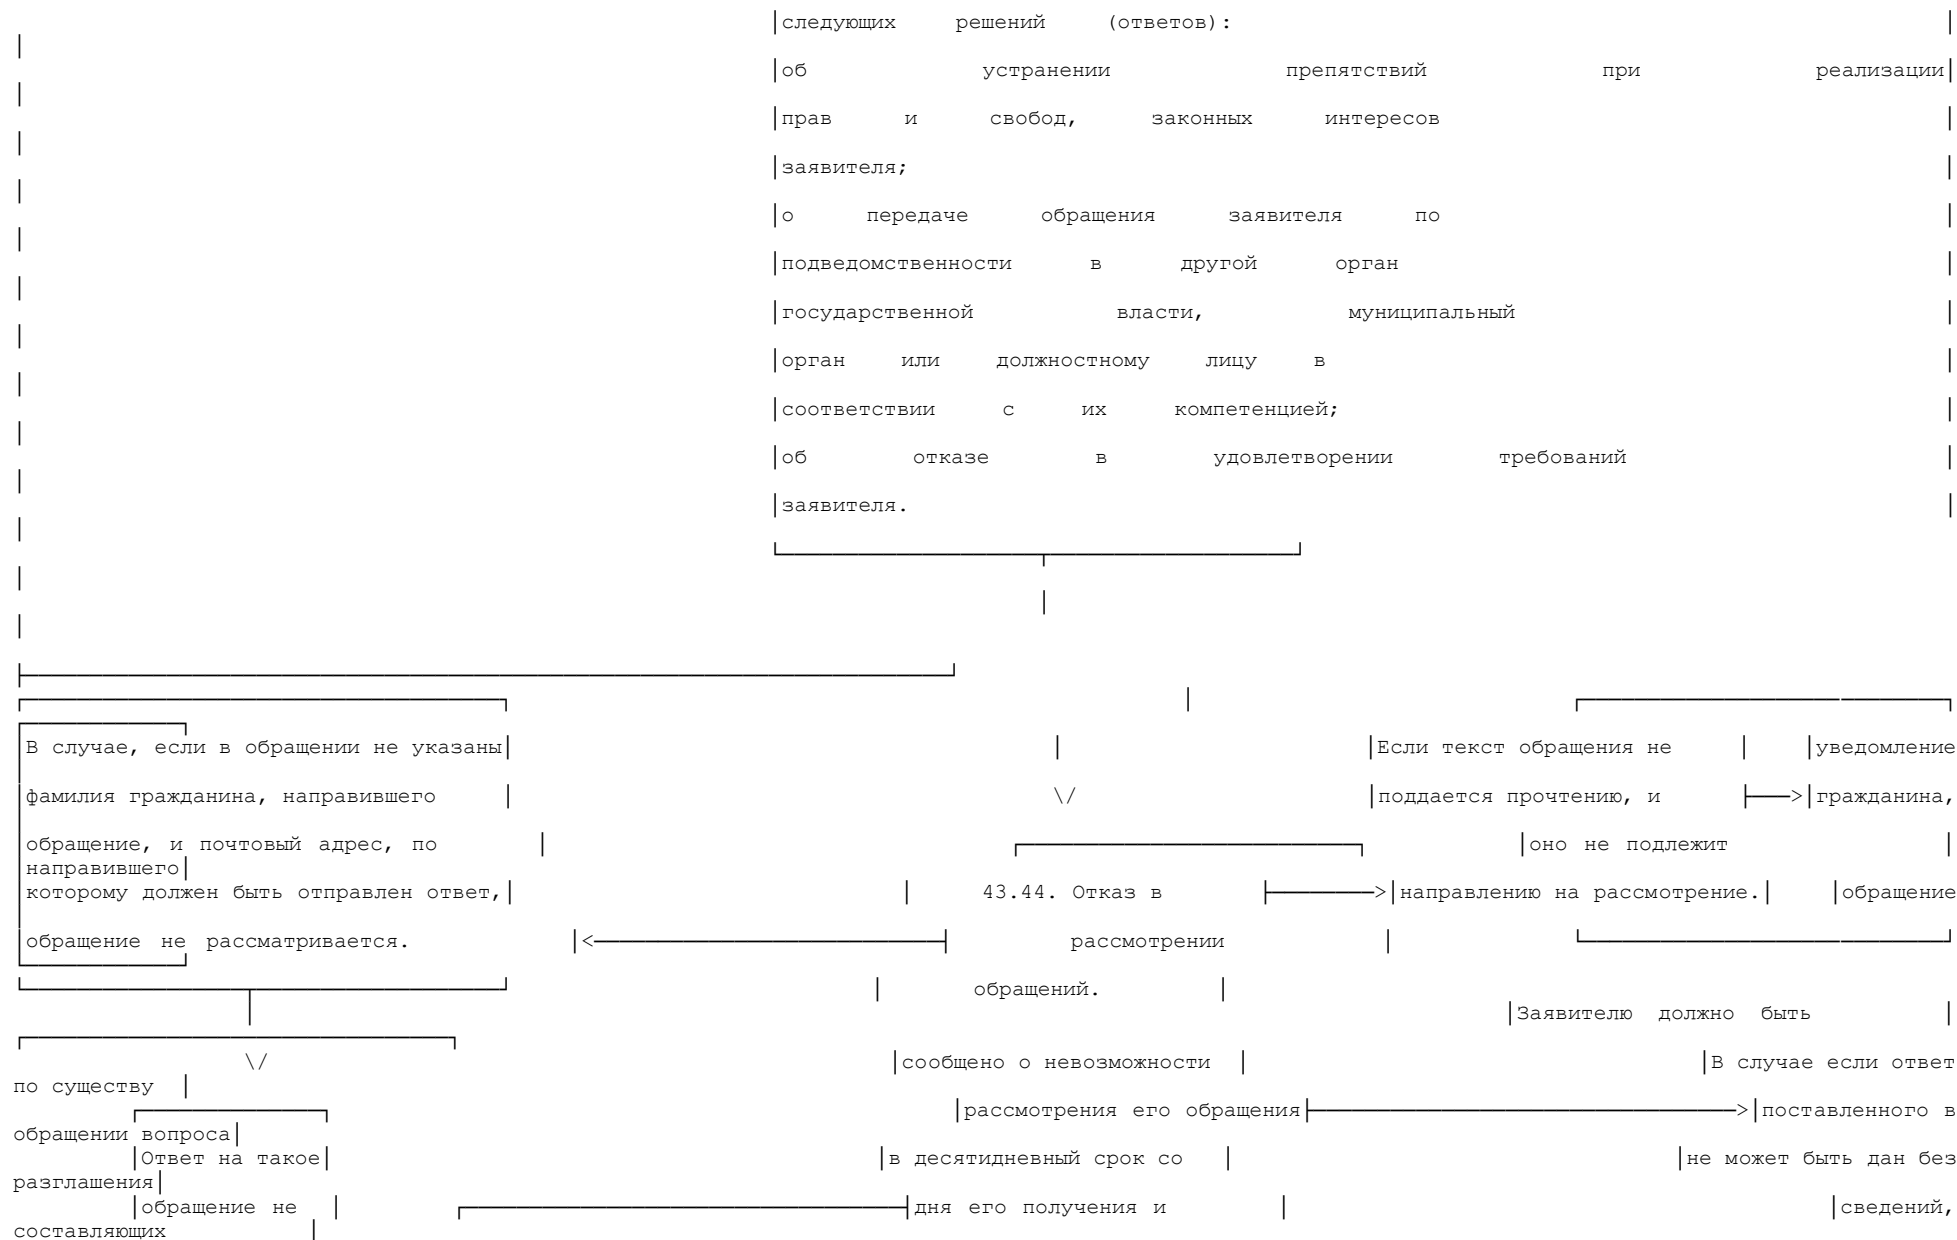 следующих решений (ответов):
об устранении препятствий при реализации
прав и свобод, законных интересов
заявителя;
о передаче обращения заявителя по
подведомственности в другой орган
государственной власти, муниципальный
орган или должностному лицу в
соответствии с их компетенцией;
об отказе в удовлетворении требований
заявителя.
В случае, если в обращении не указаны Если текст обращения не уведомление
фамилия гражданина, направившего \/ поддается прочтению, и > гражданина,
обращение, и почтовый адрес, по оно не подлежит
направившего
которому должен быть отправлен ответ, 43.44. Отказ в > направлению на рассмотрение. обращение
обращение не рассматривается. < рассмотрении
обращений.
Заявителю должно быть
\/ сообщено о невозможности В случае если ответ
по существу
рассмотрения его обращения > поставленного в
обращении вопроса
Ответ на такое в десятидневный срок со не может быть дан без
разглашения
обращение не дня его получения и сведений,
составляющих